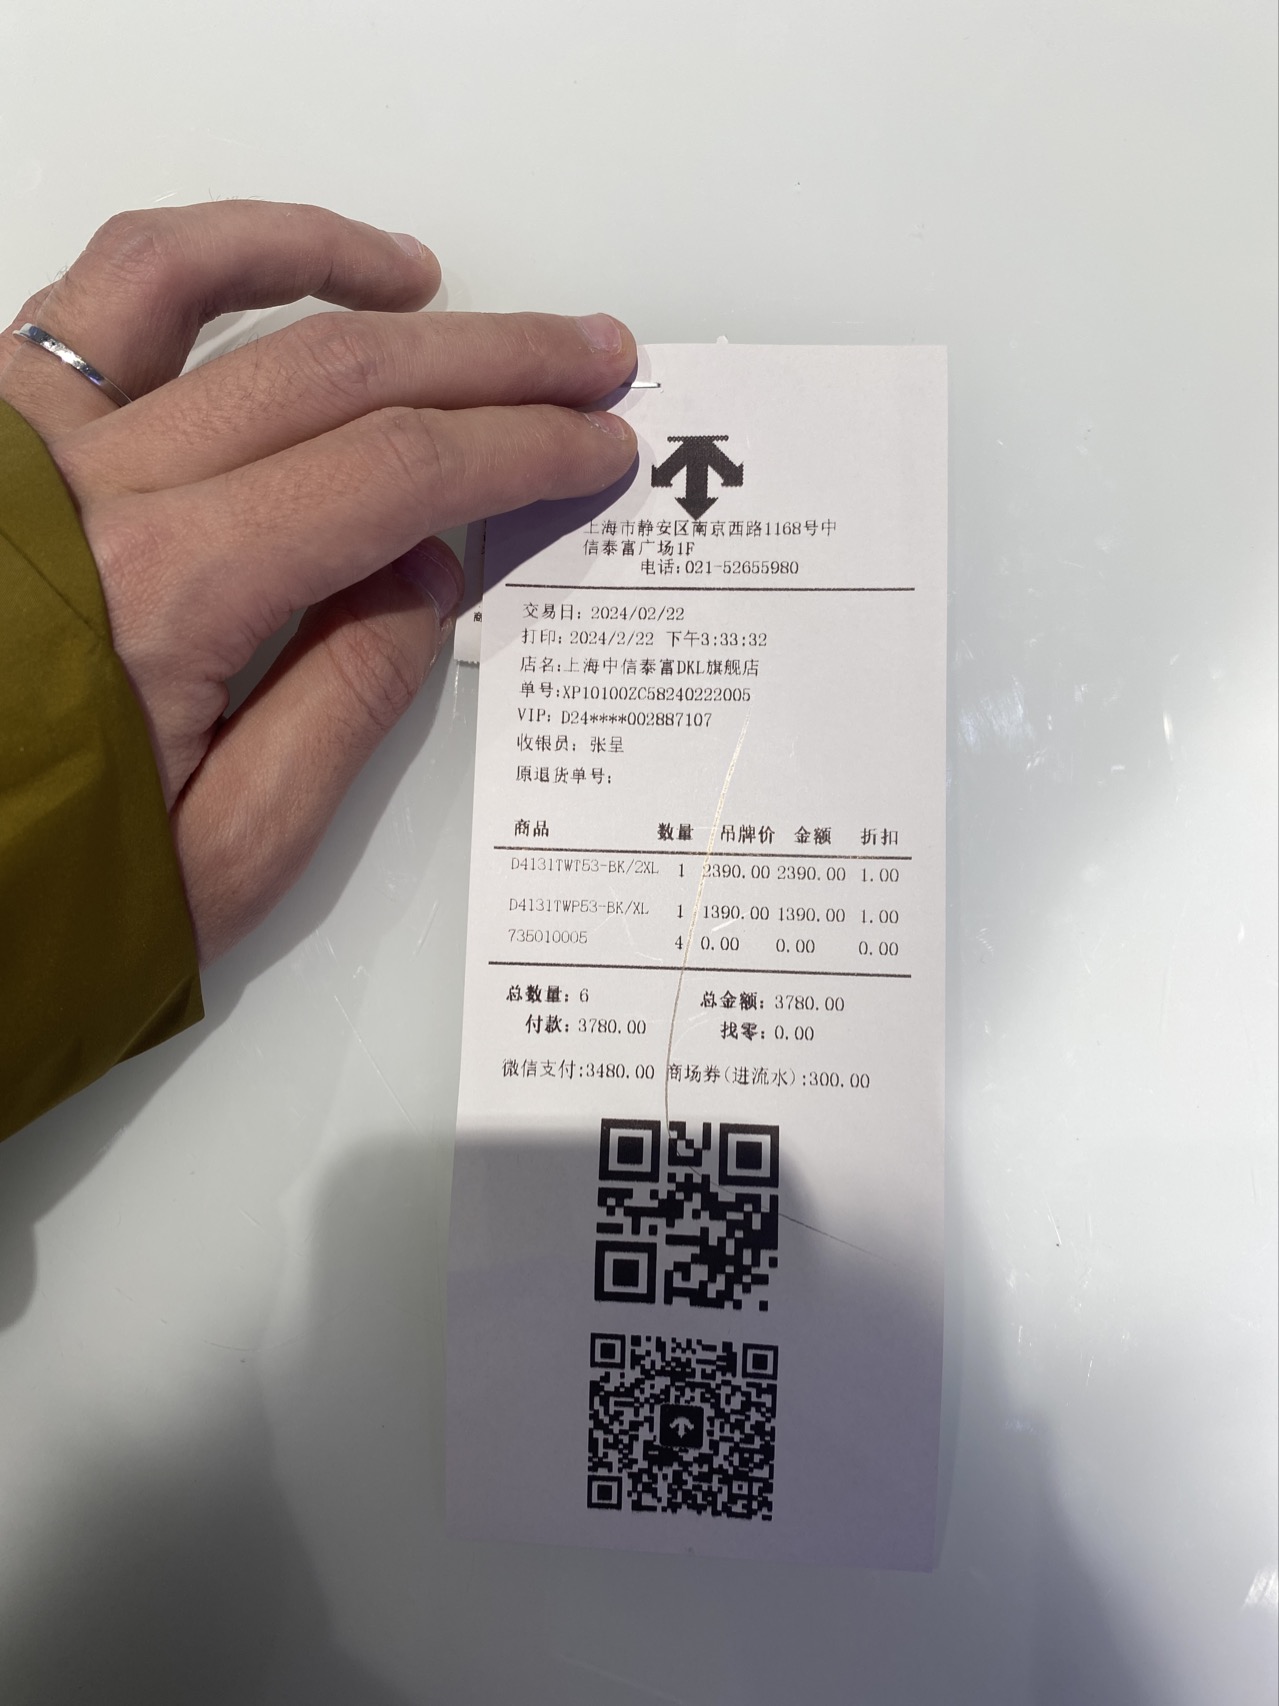 上海市静安区南京西路1168号中
信泰富广场1F
电话:021-52655980
交易日: 2024/02/22
打印: 2024/2/22 下午3:33:32
店名:上海中信泰富DKL旗舰店
单号:XP10100ZC58240222005
VIP: D24****002887107
收银员: 张呈
原退货单号:
商品 数量 吊牌价 金额 折扣
D4131TWT53-BK/2XL 1 2390.00 2390.00 1.00
D4131TWP53-BK/XL 1 1390.00 1390.00 1.00
735010005 4 0.00 0.00 0.00
总数量: 6 总金额: 3780.00
付款: 3780.00 找零: 0.00
微信支付:3480.00 商场券(进流水):300.00